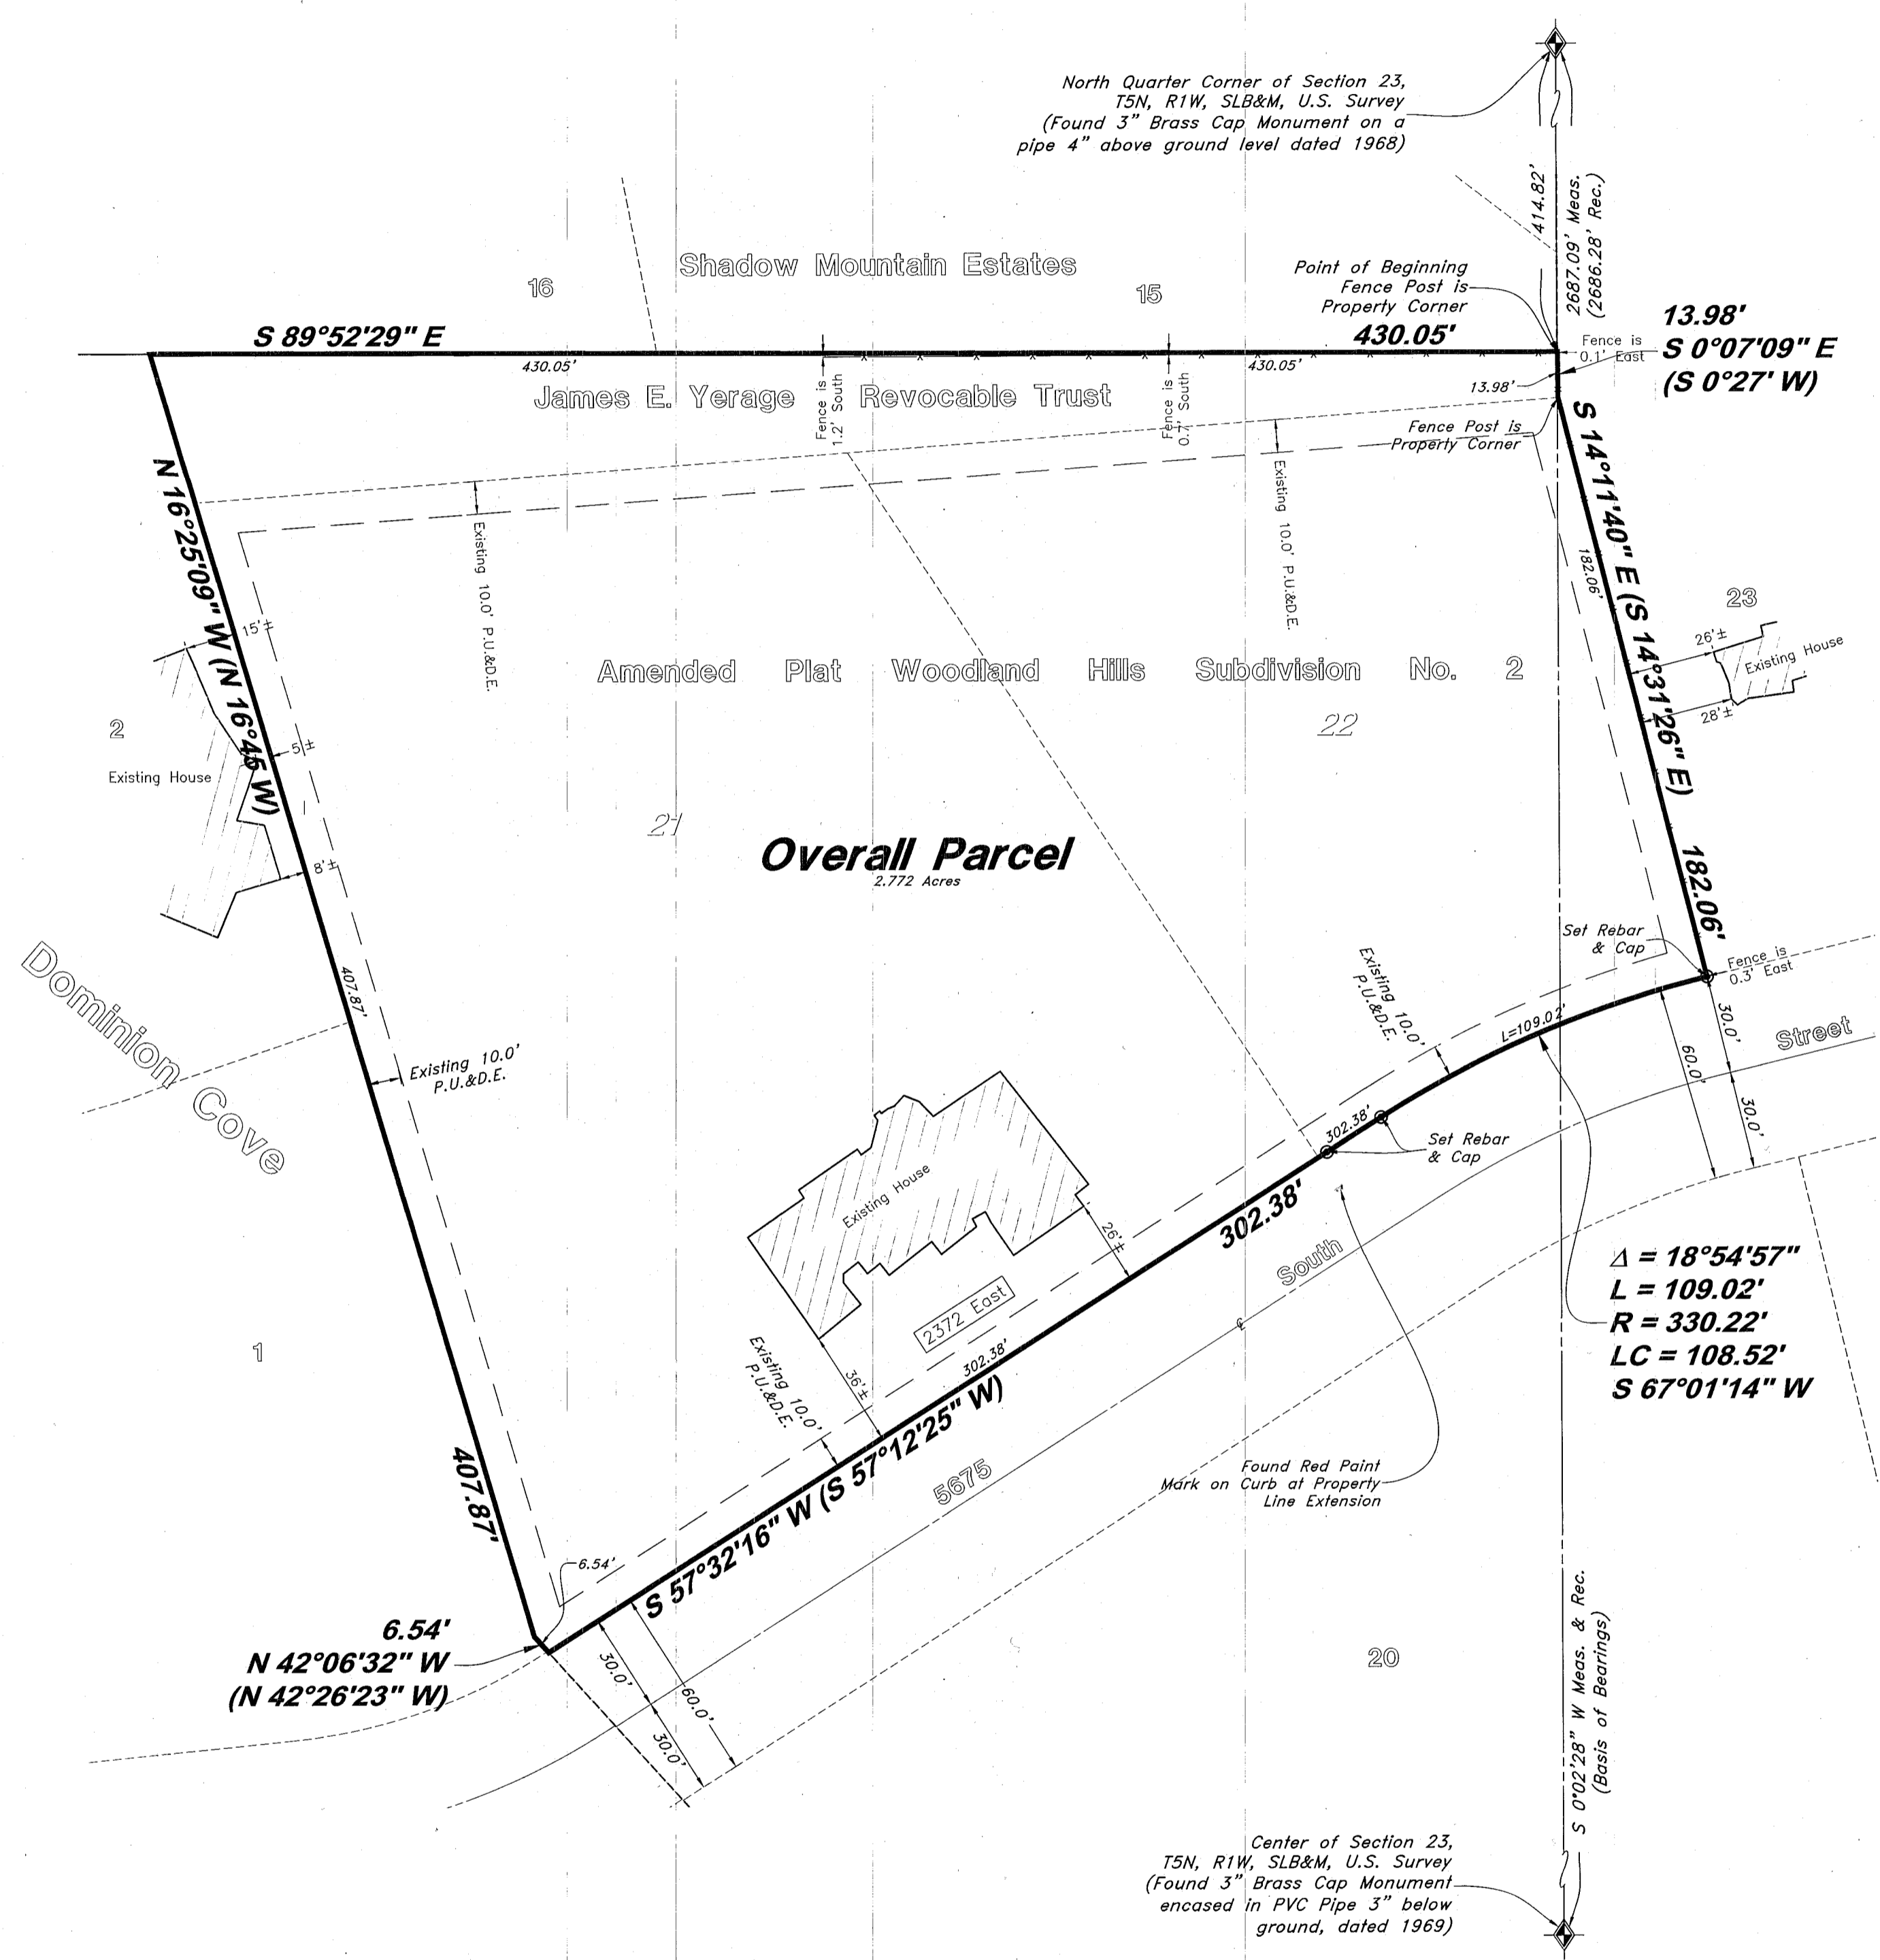 North Quarter Corner of Section 23,
T5N, R1W, SLB&M, U.S. Survey
(Found 3" Brass Cap Monument on a
pipe 4" above ground level dated 1968)
414.82'
2687.09' Meas.
(2686.28' Rec.)
Shadow Mountain Estates
16
15
Point of Beginning
Fence Post is
Property Corner
S 89°52'29" E
430.05'
430.05'
430.05'
Fence is
0.1' East
13.98'
S 0°07'09" E
(S 0°27' W)
James E. Yerage Revocable Trust
Fence is
1.2' South
Fence is
0.7' South
13.98'
Fence Post is
Property Corner
N 16°25'09" W (N 16°45 W)
S 14°11'40" E (S 14°31'26" E)
182.06'
182.06'
Existing 10.0' P.U.&D.E.
Existing 10.0' P.U.&D.E.
23
26'±
Existing House
28'±
15'±
Amended Plat Woodland Hills Subdivision No. 2
22
2
5'±
Existing House
21
8'±
Overall Parcel
2.772 Acres
Dominion Cove
407.87'
Set Rebar
& Cap
Fence is
0.3' East
Existing 10.0'
P.U.&D.E.
L=109.02'
30.0'
60.0'
30.0'
Street
Existing 10.0'
P.U.&D.E.
302.38'
Set Rebar
& Cap
Existing House
26'±
302.38'
South
2372 East
Δ = 18°54'57"
L = 109.02'
R = 330.22'
LC = 108.52'
S 67°01'14" W
1
Existing 10.0'
P.U.&D.E.
36'±
302.38'
S 57°32'16" W (S 57°12'25" W)
5675
℄
Found Red Paint
Mark on Curb at Property
Line Extension
407.87'
6.54'
6.54'
N 42°06'32" W
(N 42°26'23" W)
30.0'
60.0'
30.0'
20
S 0°02'28" W Meas. & Rec.
(Basis of Bearings)
Center of Section 23,
T5N, R1W, SLB&M, U.S. Survey
(Found 3" Brass Cap Monument
encased in PVC Pipe 3" below
ground, dated 1969)